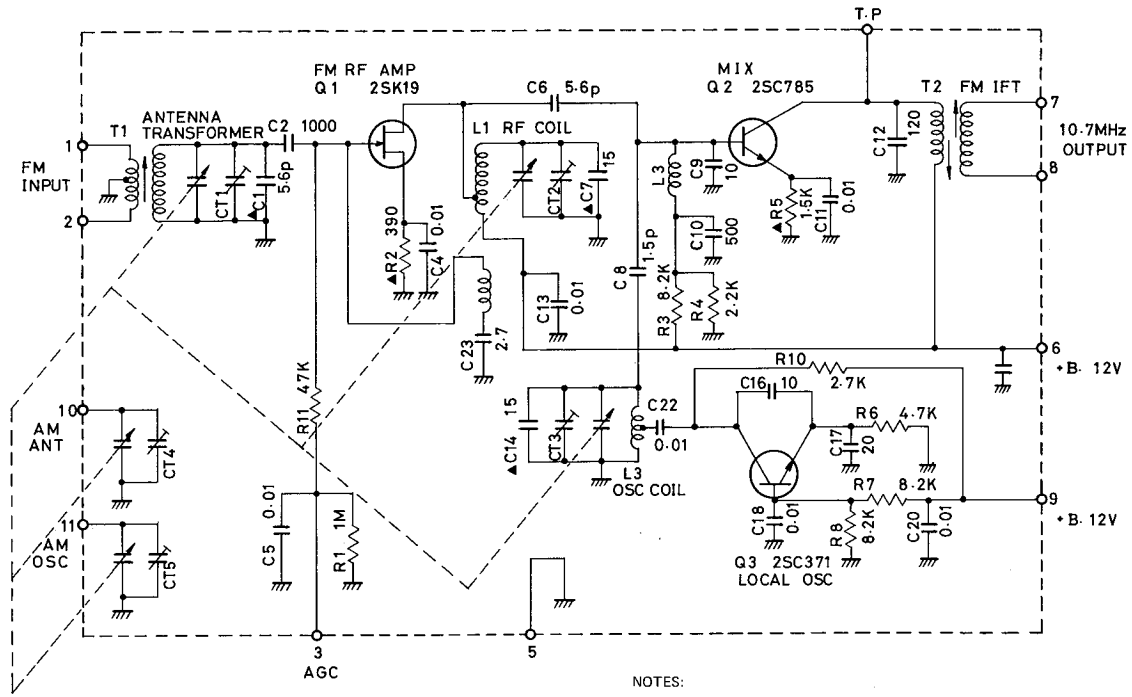 T.P
FM RF AMP
Q1 2SK19
C6 5.6p
MIX
Q2 2SC785
T2 FM IFT
T1
ANTENNA
TRANSFORMER
C2 1000
L1 RF COIL
1
FM
INPUT
2
CT1
▲C1
5.6p
390
▲R2
0.01
C4
CT2
▲C7
15
L3
C9
10
▲R5
1.5K
C11
0.01
C12
120
7
10.7MHz
OUTPUT
8
C10
500
C8
1.5p
R3
8.2K
R4
2.2K
C13
0.01
C23
2.7
6
+B. 12V
R11 47K
R10
2.7K
C16 10
10
AM
ANT
CT4
15
▲C14
CT3
C22
0.01
L3
OSC COIL
R6 4.7K
C17
20
R7
8.2K
9
+B. 12V
C18
0.01
R8
8.2K
C20
0.01
Q3 2SC371
LOCAL OSC
11
AM
OSC
CT5
0.01
C5
R1
1M
3
AGC
5
NOTES: